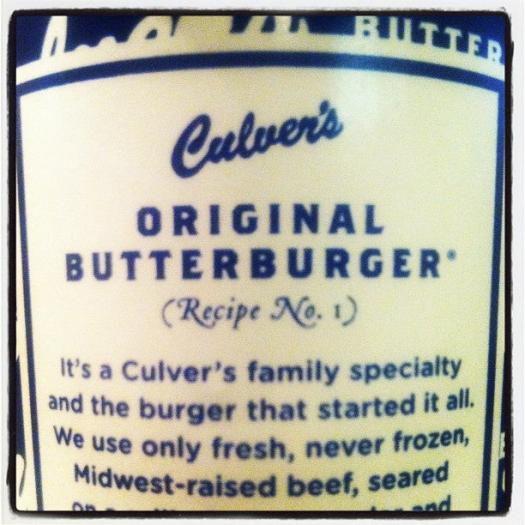 BUTTER
Culver's
ORIGINAL
BUTTERBURGER®
(Recipe No. 1)
It's a Culver's family specialty
and the burger that started it all.
We use only fresh, never frozen,
Midwest-raised beef, seared
and